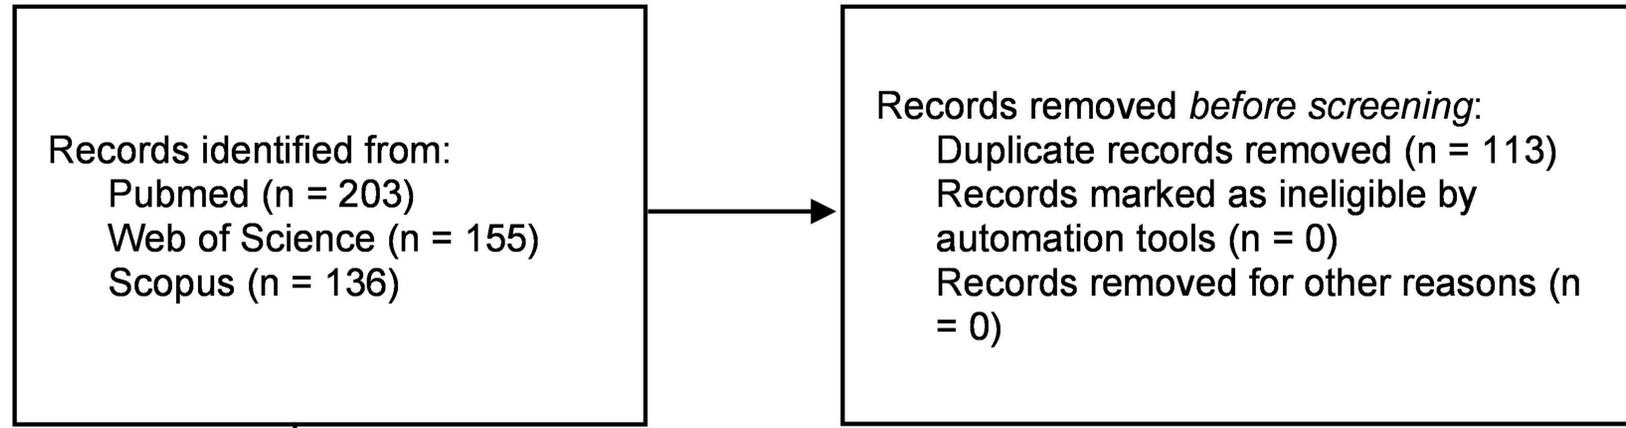 Records identified from:
Pubmed (n = 203)
Web of Science (n = 155)
Scopus (n = 136)
Records removed before screening:
Duplicate records removed (n = 113)
Records marked as ineligible by
automation tools (n = 0)
Records removed for other reasons (n
= 0)